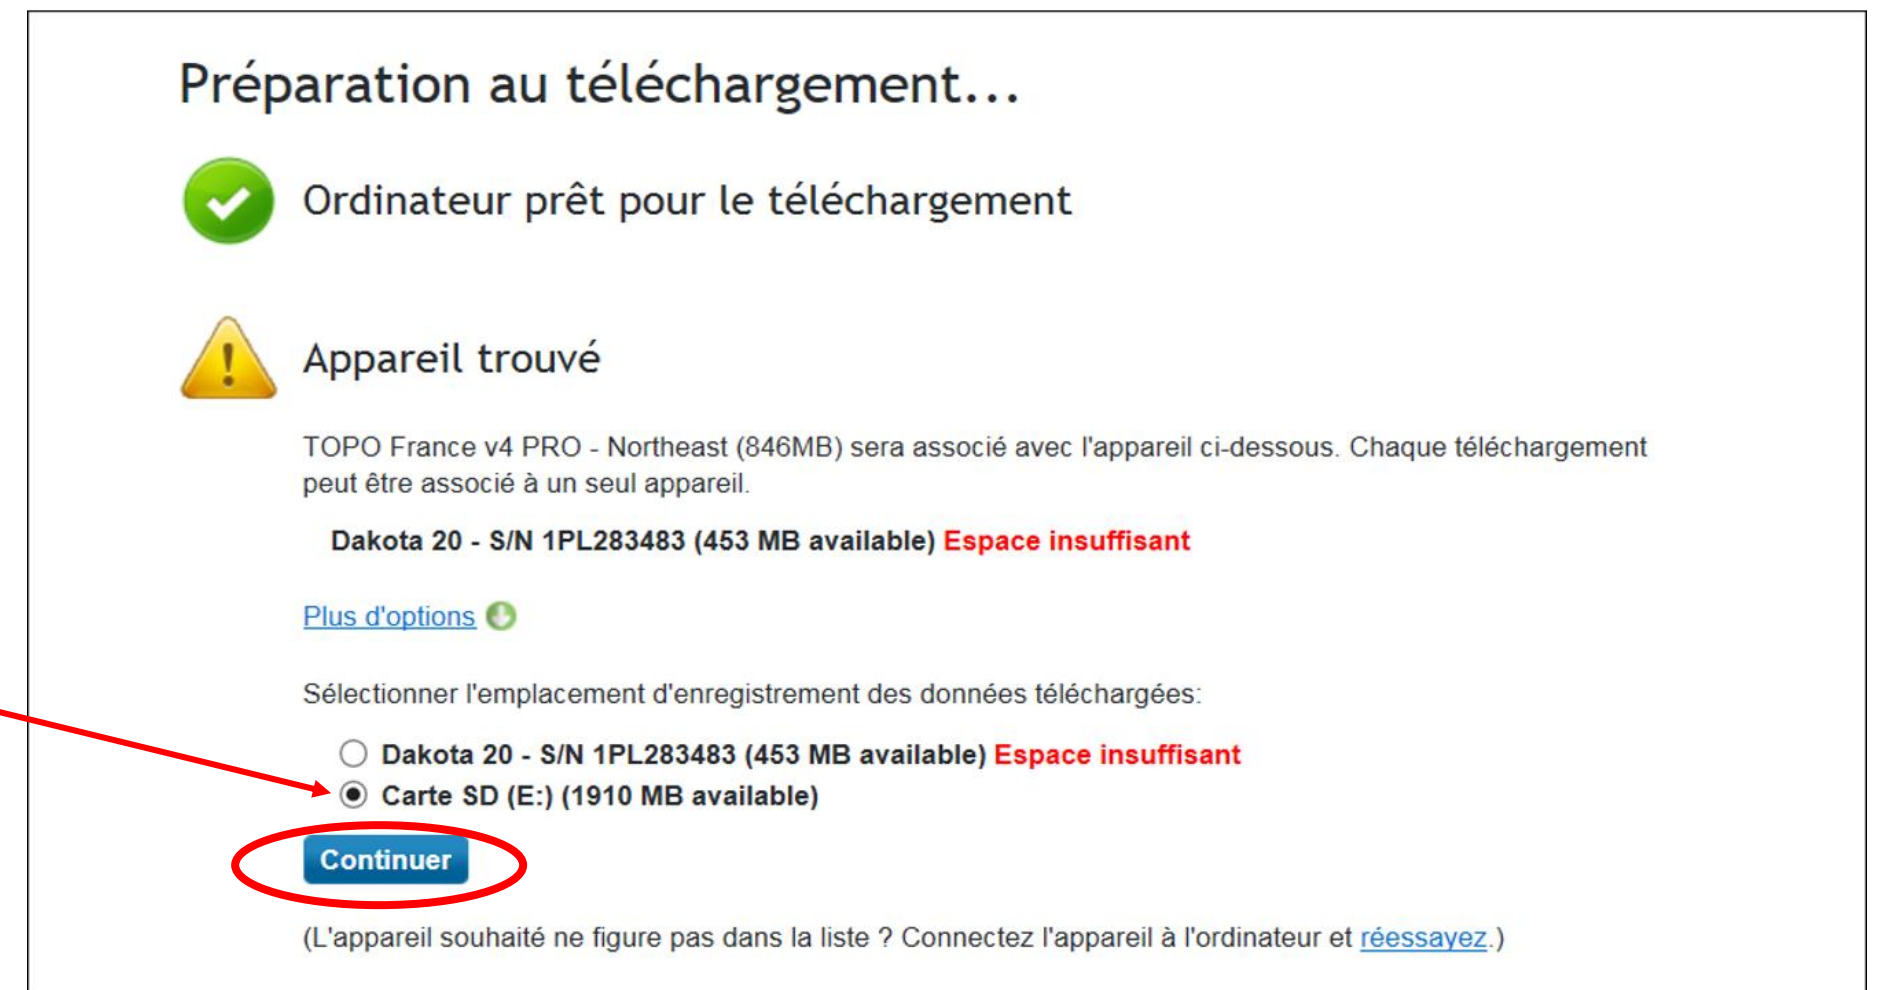 Préparation au téléchargement...
Ordinateur prêt pour le téléchargement
Appareil trouvé
TOPO France v4 PRO - Northeast (846MB) sera associé avec l'appareil ci-dessous. Chaque téléchargement
peut être associé à un seul appareil.
Dakota 20 - S/N 1PL283483 (453 MB available) Espace insuffisant
Plus d'options
Sélectionner l'emplacement d'enregistrement des données téléchargées:
Dakota 20 - S/N 1PL283483 (453 MB available) Espace insuffisant
Carte SD (E:) (1910 MB available)
Continuer
(L'appareil souhaité ne figure pas dans la liste ? Connectez l'appareil à l'ordinateur et réessayez.)